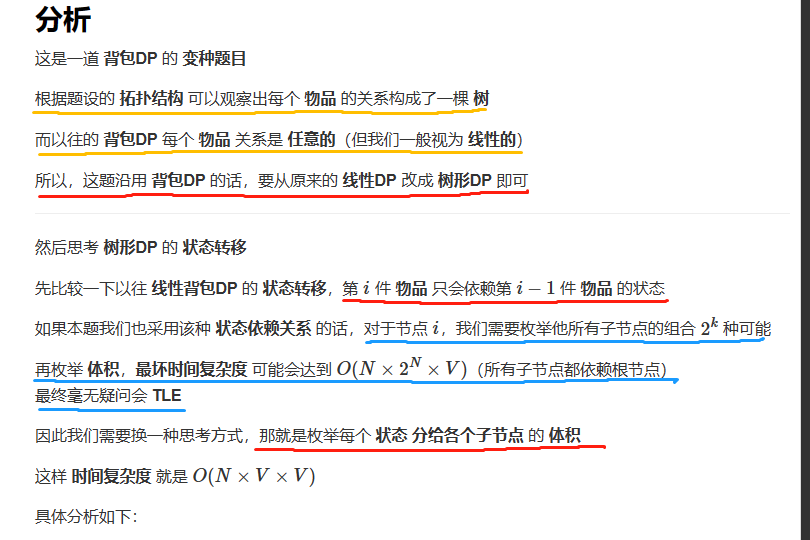 分析
这是一道 背包DP 的 变种题目
根据题设的 拓扑结构 可以观察出每个 物品 的关系构成了一棵 树
而以往的 背包DP 每个 物品 关系是 任意的（但我们一般视为 线性的）
所以，这题沿用 背包DP 的话，要从原来的 线性DP 改成 树形DP 即可
然后思考 树形DP 的 状态转移
先比较一下以往 线性背包DP 的 状态转移，第 i 件 物品 只会依赖第 i − 1 件 物品 的状态
如果本题我们也采用该种 状态依赖关系 的话，对于节点 i，我们需要枚举他所有子节点的组合 2^k 种可能
再枚举 体积，最坏时间复杂度 可能会达到 O(N × 2^N × V)（所有子节点都依赖根节点）
最终毫无疑问会 TLE
因此我们需要换一种思考方式，那就是枚举每个 状态 分给各个子节点 的 体积
这样 时间复杂度 就是 O(N × V × V)
具体分析如下：